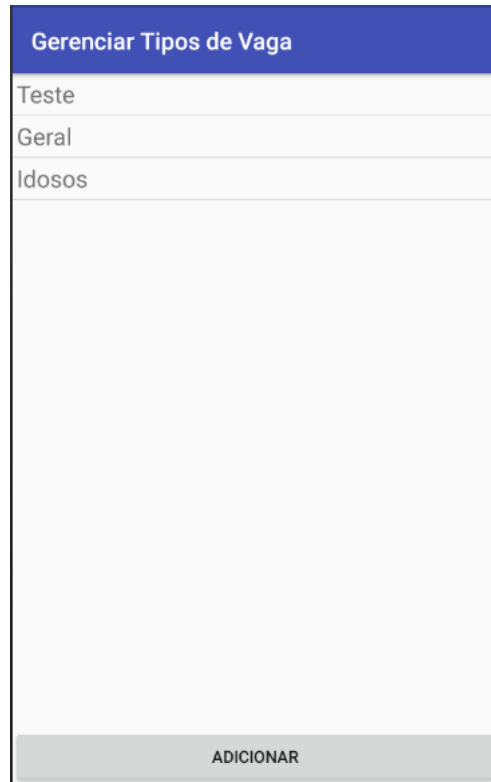 Gerenciar Tipos de Vaga
Teste
Geral
Idosos
ADICIONAR